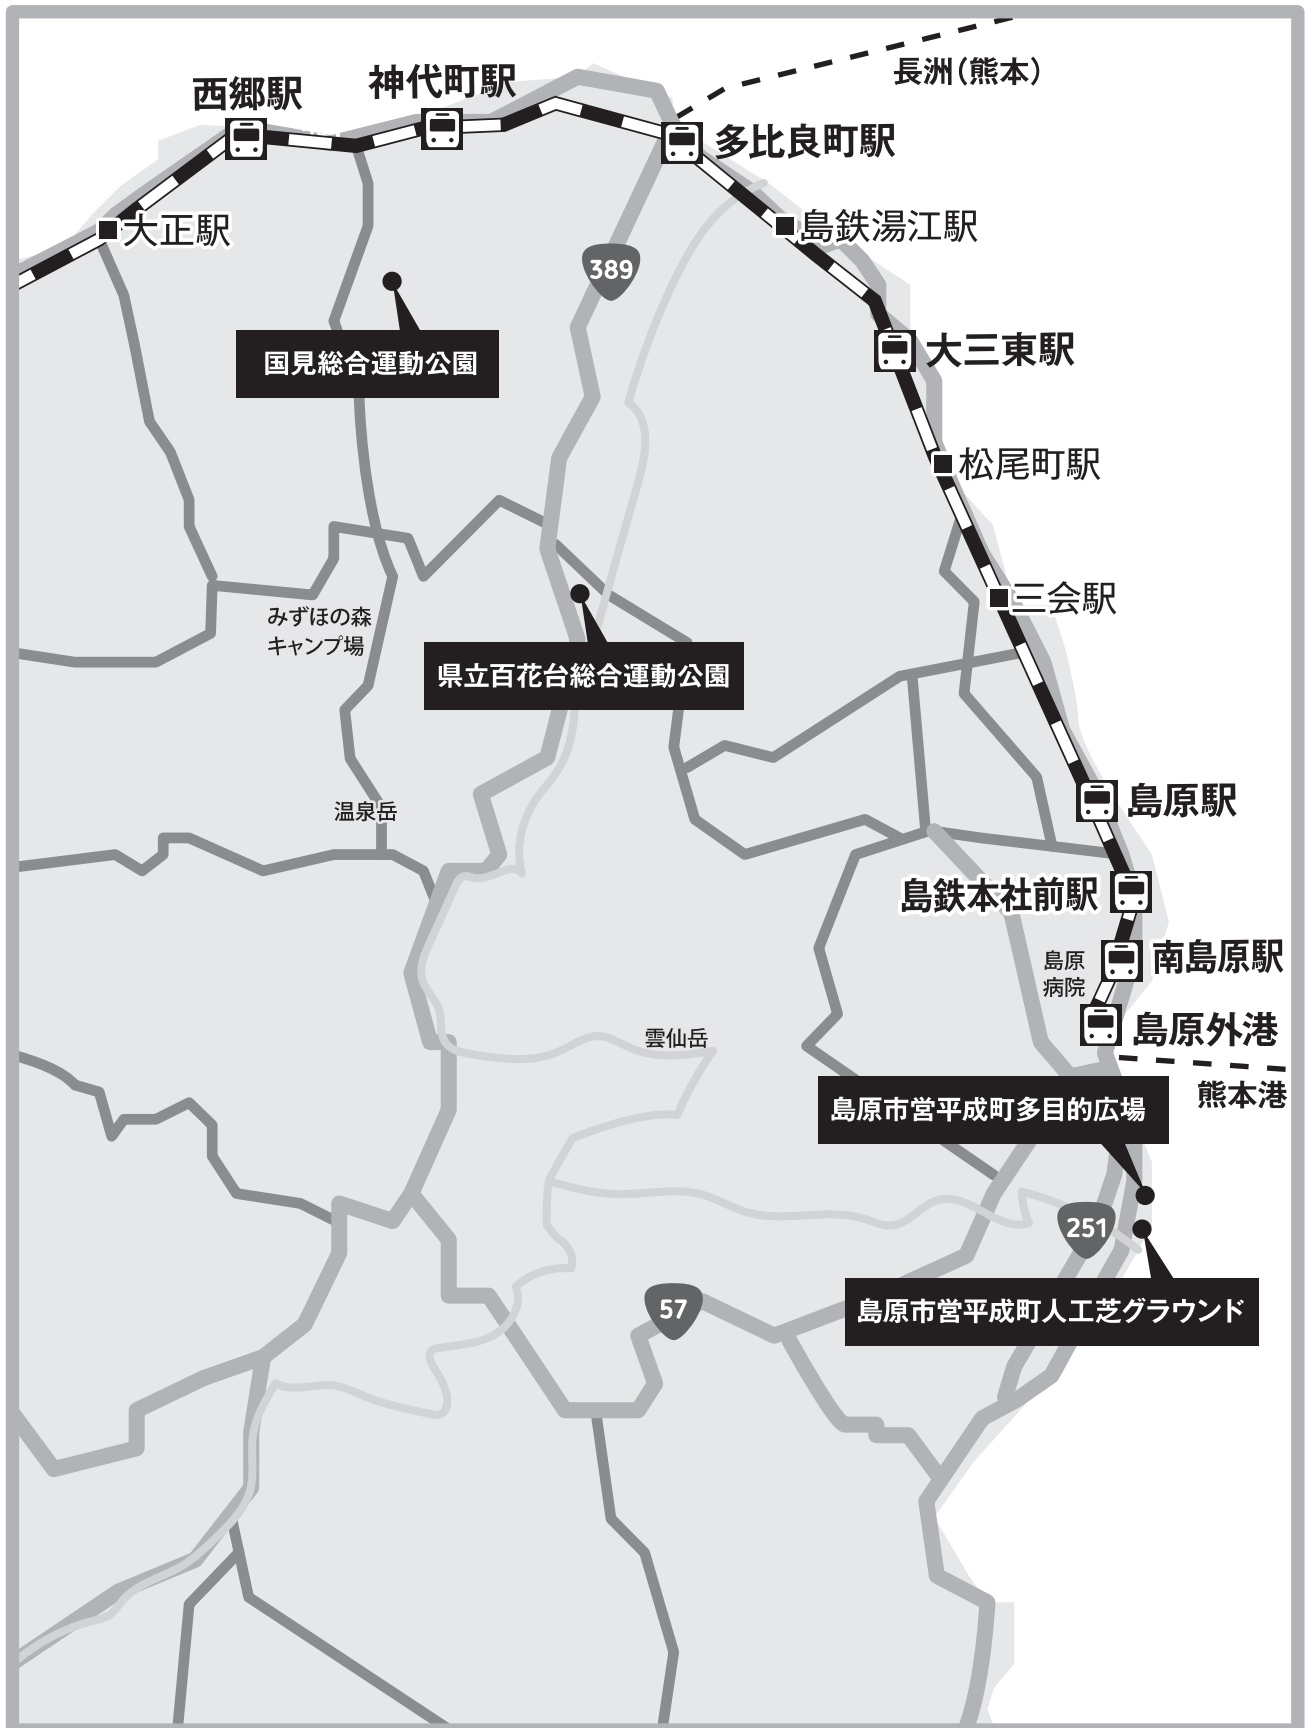 長洲(熊本)
神代町駅
西郷駅
多比良町駅
大正駅
島鉄湯江駅
389
国見総合運動公園
大三東駅
松尾町駅
三会駅
みずほの森
キャンプ場
県立百花台総合運動公園
温泉岳
島原駅
島鉄本社前駅
南島原駅
島原
病院
島原外港
雲仙岳
熊本港
島原市営平成町多目的広場
251
57
島原市営平成町人工芝グラウンド